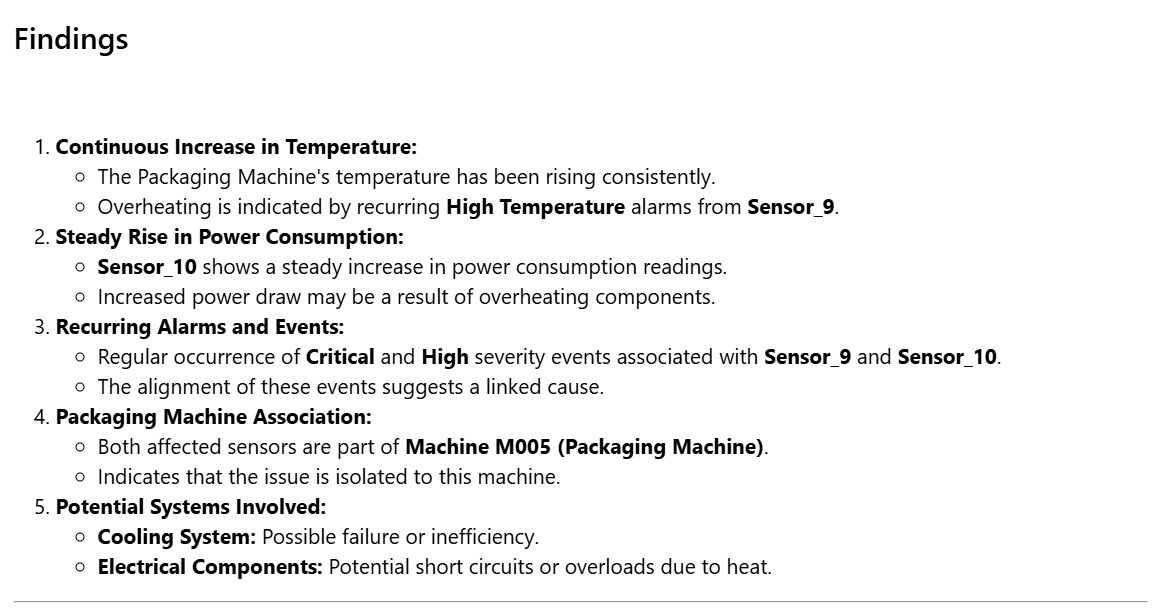 Findings
1. Continuous Increase in Temperature:
○ The Packaging Machine's temperature has been rising consistently.
○ Overheating is indicated by recurring High Temperature alarms from Sensor_9.
2. Steady Rise in Power Consumption:
○ Sensor_10 shows a steady increase in power consumption readings.
○ Increased power draw may be a result of overheating components.
3. Recurring Alarms and Events:
○ Regular occurrence of Critical and High severity events associated with Sensor_9 and Sensor_10.
○ The alignment of these events suggests a linked cause.
4. Packaging Machine Association:
○ Both affected sensors are part of Machine M005 (Packaging Machine).
○ Indicates that the issue is isolated to this machine.
5. Potential Systems Involved:
○ Cooling System: Possible failure or inefficiency.
○ Electrical Components: Potential short circuits or overloads due to heat.